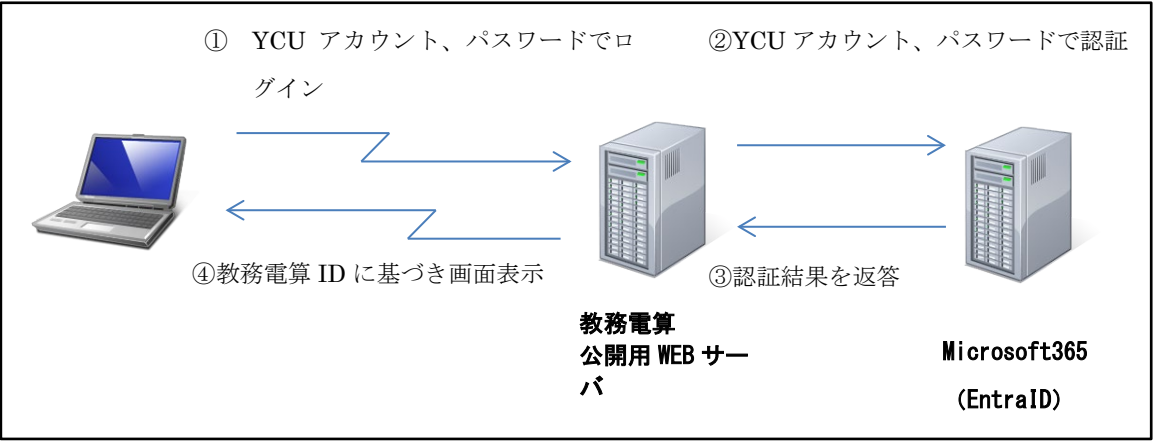 ① YCU アカウント、パスワードでロ
グイン
②YCU アカウント、パスワードで認証
④教務電算 ID に基づき画面表示
③認証結果を返答
教務電算
公開用 WEB サー
バ
Microsoft365
(EntraID)